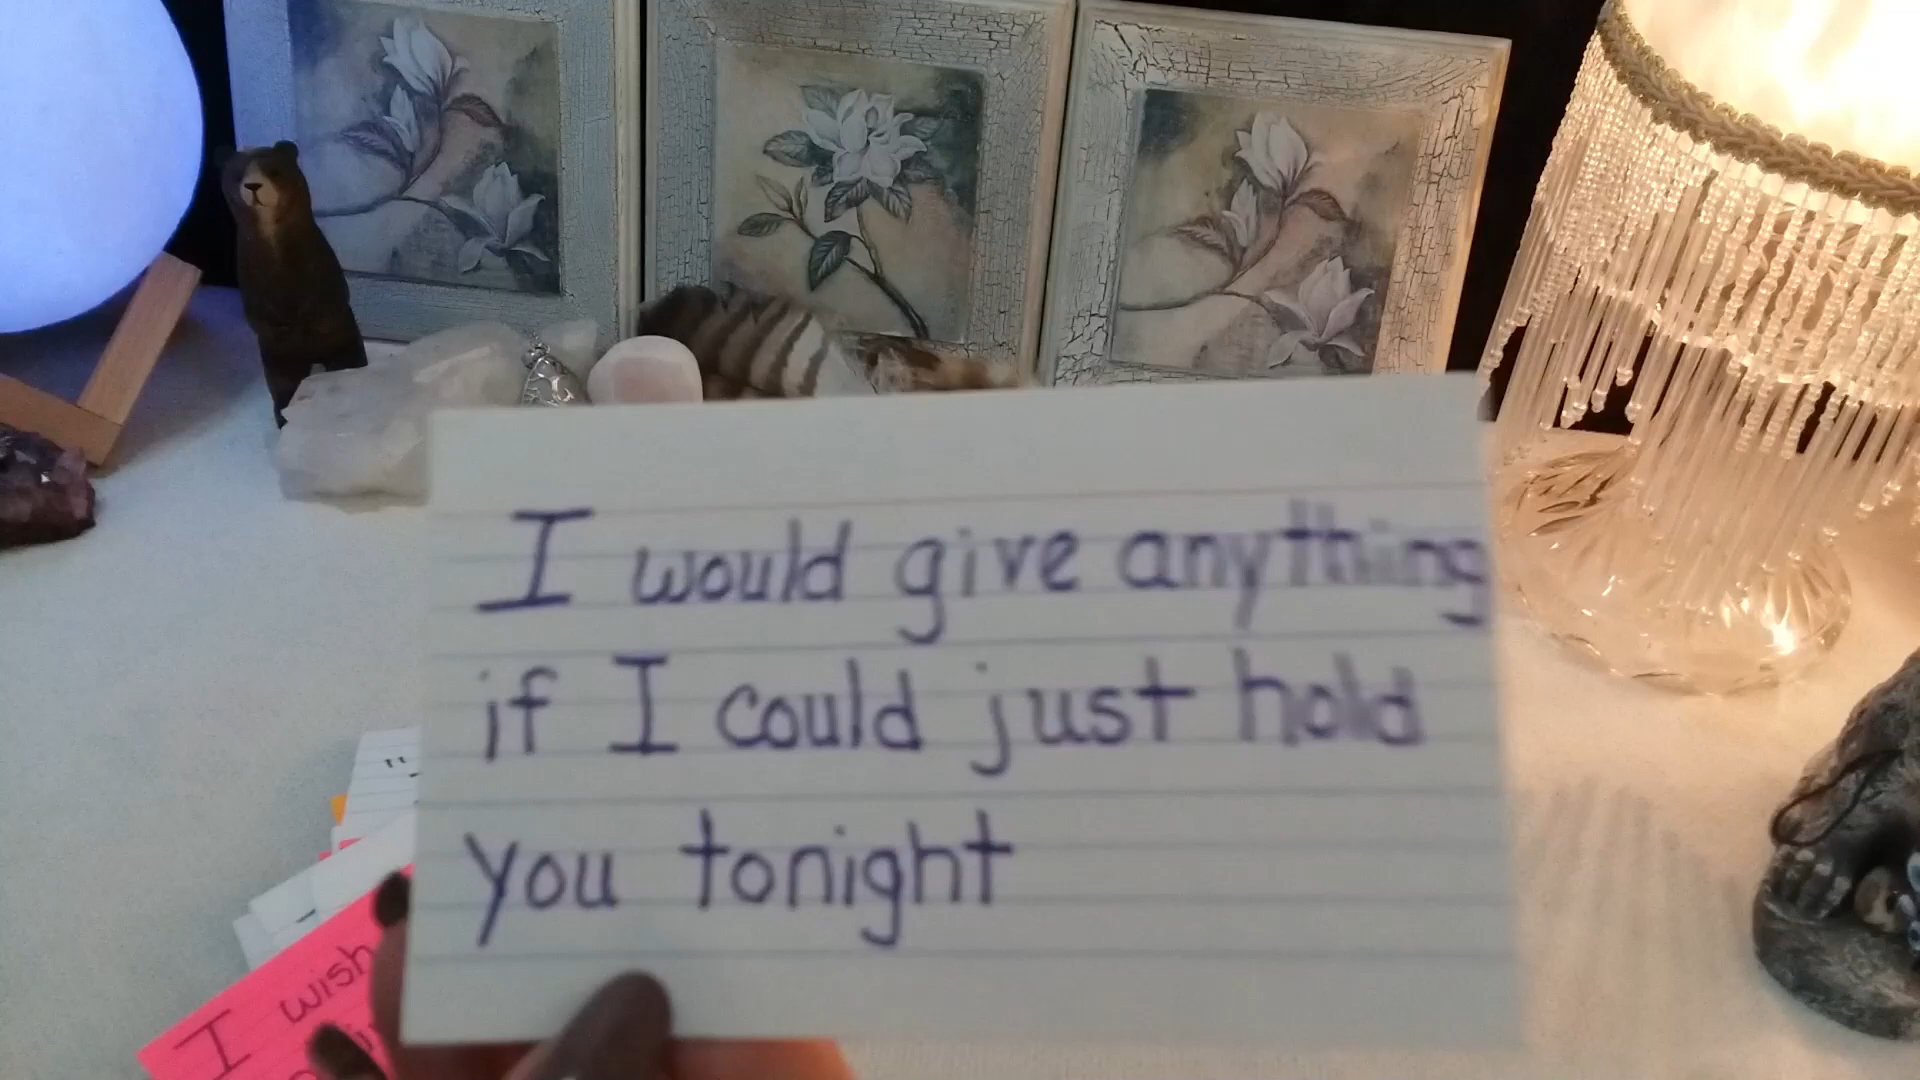 I would give anything
if I could just hold
you tonight
I wish